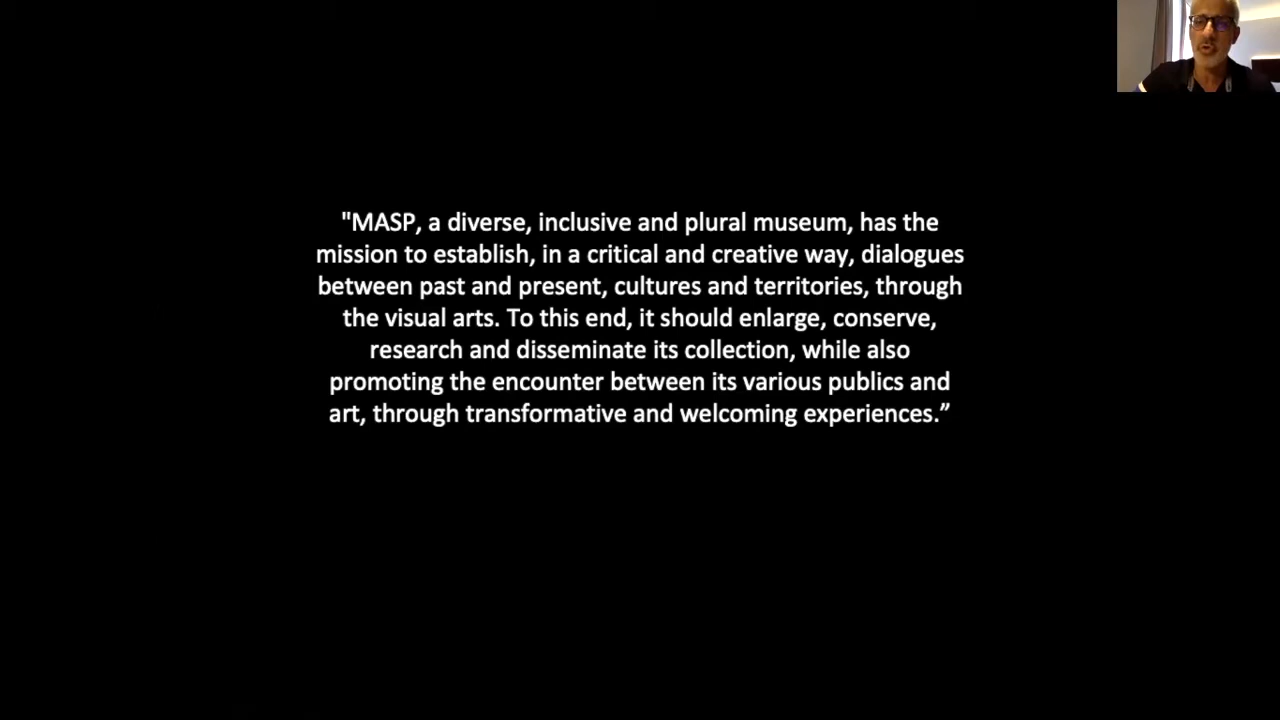 "MASP, a diverse, inclusive and plural museum, has the
mission to establish, in a critical and creative way, dialogues
between past and present, cultures and territories, through
the visual arts. To this end, it should enlarge, conserve,
research and disseminate its collection, while also
promoting the encounter between its various publics and
art, through transformative and welcoming experiences.”